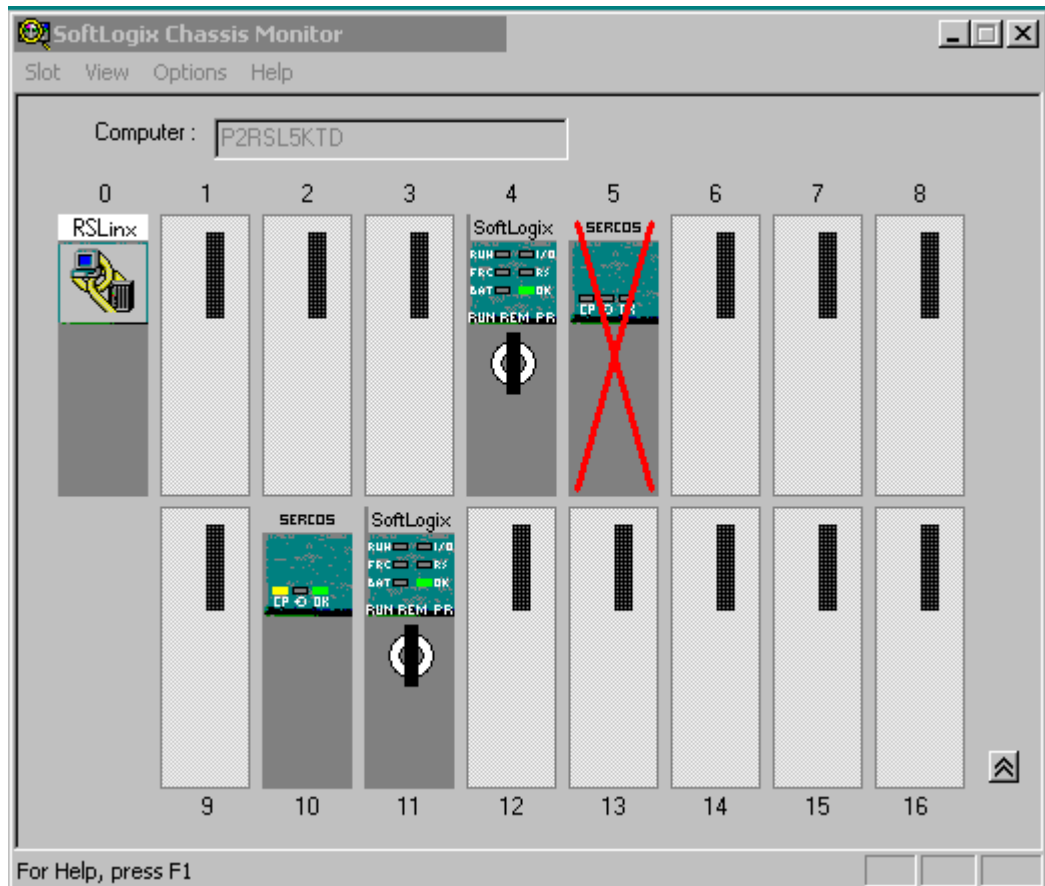 SoftLogix Chassis Monitor
Slot View Options Help
Computer : P2RSL5KTD
0 1 2 3 4 5 6 7 8
RSLinx SoftLogix SERCOS
RUN I/O
FRC RS
BAT OK
CP OK
RUN REM PR
SERCOS SoftLogix
RUN I/O
FRC RS
BAT OK
CP OK
RUN REM PR
9 10 11 12 13 14 15 16
For Help, press F1